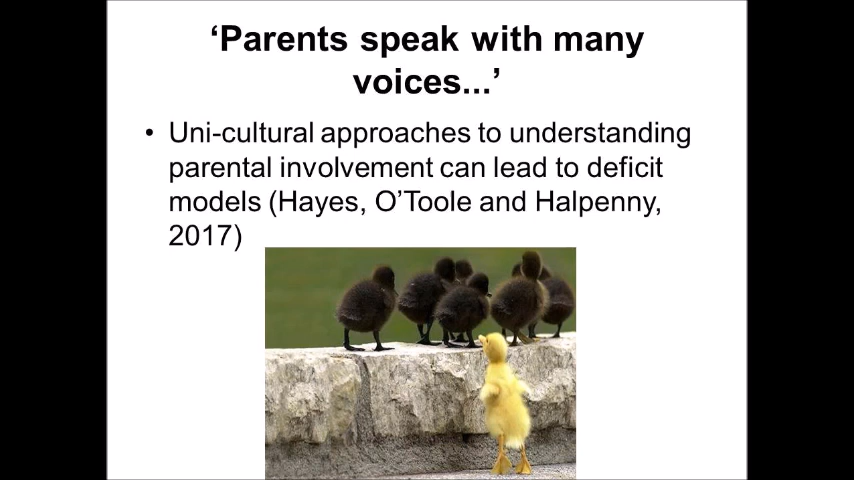 ‘Parents speak with many
voices...’
• Uni-cultural approaches to understanding
parental involvement can lead to deficit
models (Hayes, O’Toole and Halpenny,
2017)